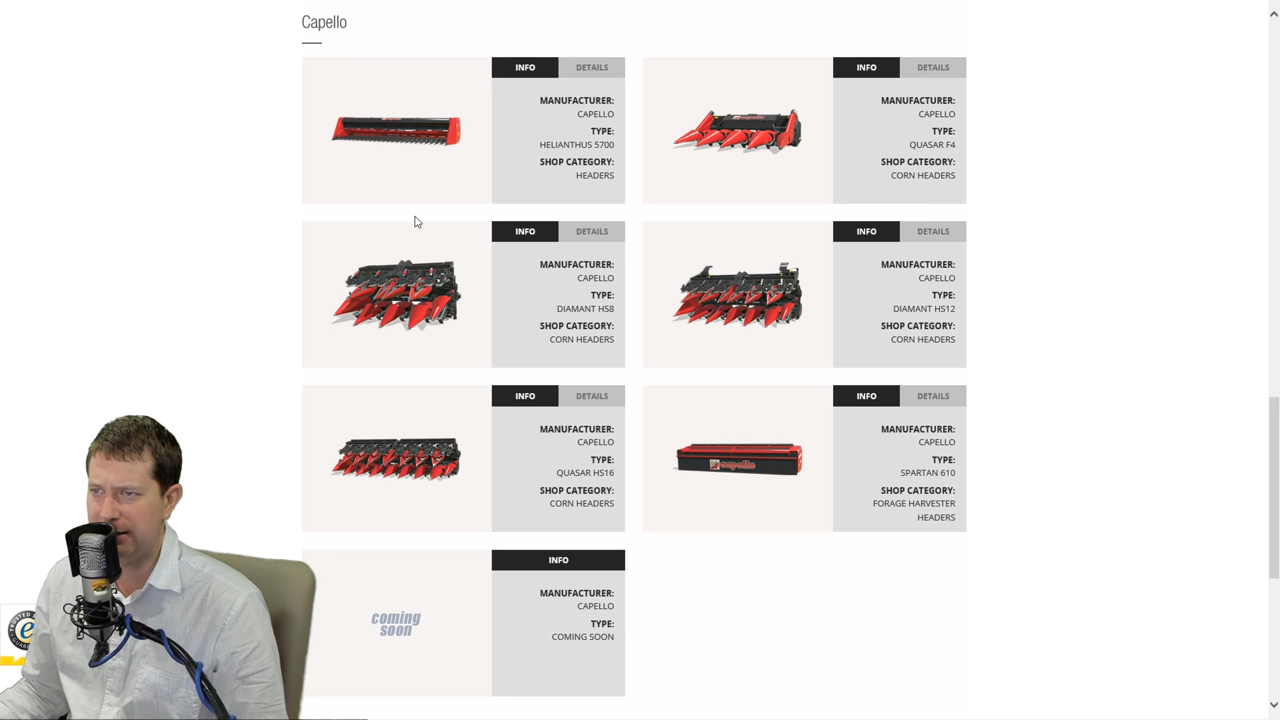 Capello
INFO
DETAILS
MANUFACTURER:
CAPELLO
TYPE:
HELIANTHUS 5700
SHOP CATEGORY:
HEADERS
INFO
DETAILS
MANUFACTURER:
CAPELLO
TYPE:
QUASAR F4
SHOP CATEGORY:
CORN HEADERS
INFO
DETAILS
MANUFACTURER:
CAPELLO
TYPE:
DIAMANT HS8
SHOP CATEGORY:
CORN HEADERS
INFO
DETAILS
MANUFACTURER:
CAPELLO
TYPE:
DIAMANT HS12
SHOP CATEGORY:
CORN HEADERS
INFO
DETAILS
MANUFACTURER:
CAPELLO
TYPE:
QUASAR HS16
SHOP CATEGORY:
CORN HEADERS
capello
INFO
DETAILS
MANUFACTURER:
CAPELLO
TYPE:
SPARTAN 610
SHOP CATEGORY:
FORAGE HARVESTER
HEADERS
coming
soon
INFO
MANUFACTURER:
CAPELLO
TYPE:
COMING SOON